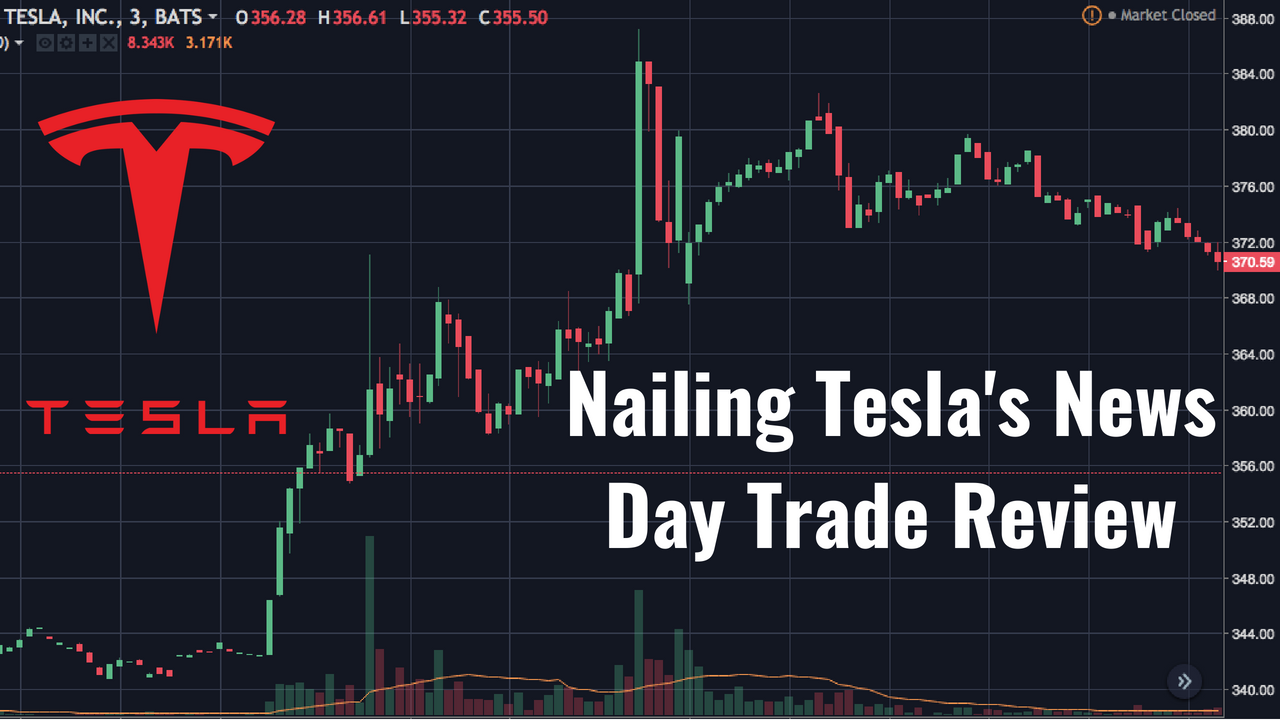 TESLA, INC., 3, BATS O356.28 H356.61 L355.32 C355.50
Market Closed
0) 8.343K 3.171K
TESLA
Nailing Tesla's News
Day Trade Review
388.00
384.00
380.00
376.00
372.00
370.59
368.00
364.00
360.00
356.00
352.00
348.00
344.00
340.00